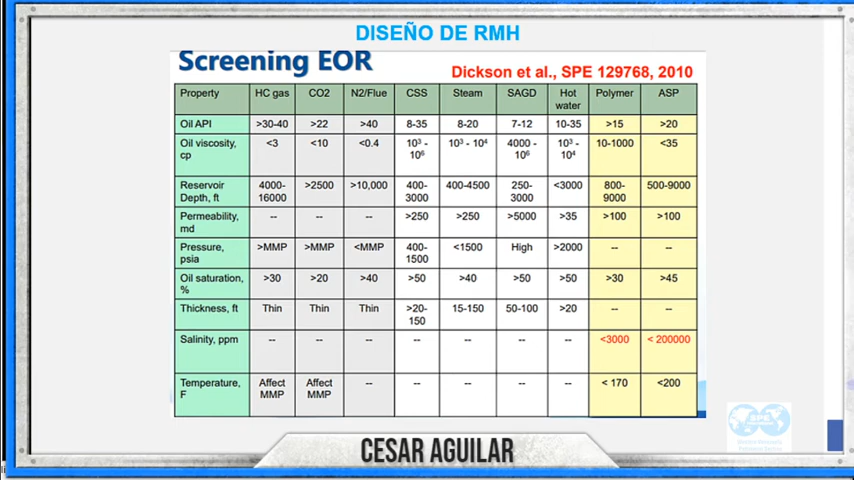 DISEÑO DE RMH
Screening EOR
Dickson et al., SPE 129768, 2010
Property HC gas CO2 N2/Flue CSS Steam SAGD Hot water Polymer ASP
Oil API >30-40 >22 >40 8-35 8-20 7-12 10-35 >15 >20
Oil viscosity, cp <3 <10 <0.4 10³ - 10⁶ 10³ - 10⁴ 4000 - 10⁶ 10³ - 10⁴ 10-1000 <35
Reservoir Depth, ft 4000-16000 >2500 >10,000 400-3000 400-4500 250-3000 <3000 800-9000 500-9000
Permeability, md -- -- -- >250 >250 >5000 >35 >100 >100
Pressure, psia >MMP >MMP <MMP 400-1500 <1500 High >2000 -- --
Oil saturation, % >30 >20 >40 >50 >40 >50 >50 >30 >45
Thickness, ft Thin Thin Thin >20-150 15-150 50-100 >20 -- --
Salinity, ppm -- -- -- -- -- -- -- <3000 < 200000
Temperature, F Affect MMP Affect MMP -- -- -- -- -- < 170 <200
SPE
CESAR AGUILAR